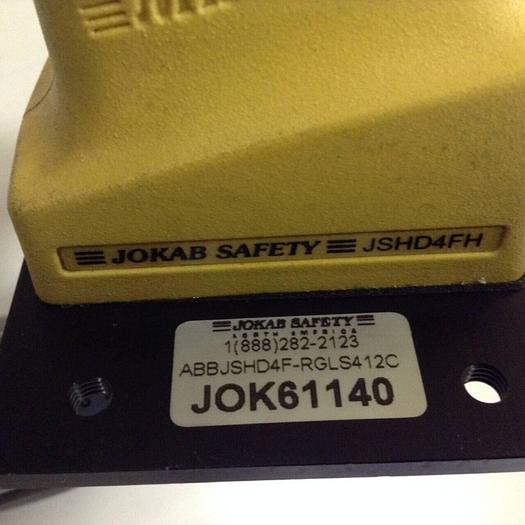 JOKAB SAFETY JSHD4FH
JOKAB SAFETY
NORTH AMERICA
1(888)282-2123
ABBJSHD4F-RGLS412C
JOK61140